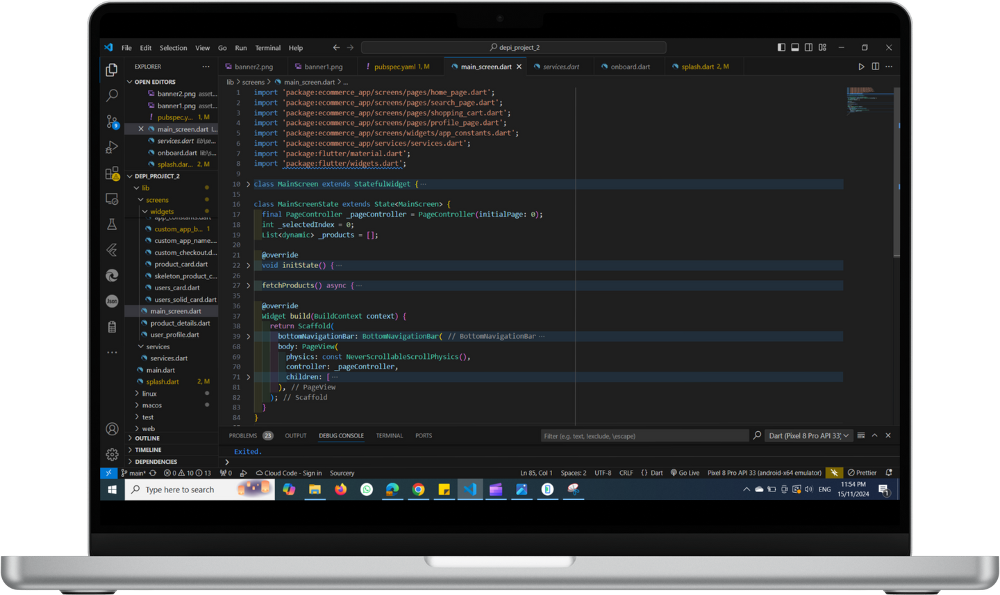 File Edit Selection View Go Run Terminal Help
depi_project_2
EXPLORER
OPEN EDITORS
banner2.png asset...
banner1.png asset...
! pubspec.y... 1, M
main_screen.dart l...
services.dart lib\se...
onboard.dart lib\s...
splash.dar... 2, M
DEPI_PROJECT_2
lib
screens
widgets
app_constants.dart
custom_app_b... 1
custom_app_name....
custom_checkout.d...
product_card.dart
skeleton_product_c...
users_card.dart
users_solid_card.dart
main_screen.dart
product_details.dart
user_profile.dart
services
services.dart
main.dart
splash.dart 2, M
linux
macos
test
web
OUTLINE
TIMELINE
DEPENDENCIES
9
Json
banner2.png banner1.png ! pubspec.yaml 1, M main_screen.dart services.dart onboard.dart splash.dart 2, M
lib > screens > main_screen.dart > ...
1 import 'package:ecommerce_app/screens/pages/home_page.dart';
2 import 'package:ecommerce_app/screens/pages/search_page.dart';
3 import 'package:ecommerce_app/screens/pages/shopping_cart.dart';
4 import 'package:ecommerce_app/screens/pages/profile_page.dart';
5 import 'package:ecommerce_app/screens/widgets/app_constants.dart';
6 import 'package:ecommerce_app/services/services.dart';
7 import 'package:flutter/material.dart';
8 import 'package:flutter/widgets.dart';
9
10 class MainScreen extends StatefulWidget { ...
15
16 class MainScreenState extends State<MainScreen> {
17 final PageController _pageController = PageController(initialPage: 0);
18 int _selectedIndex = 0;
19 List<dynamic> _products = [];
20
21 @override
22 void initState() { ...
26
27 fetchProducts() async { ...
35
36 @override
37 Widget build(BuildContext context) {
38 return Scaffold(
39 bottomNavigationBar: BottomNavigationBar( // BottomNavigationBar ...
68 body: PageView(
69 physics: const NeverScrollableScrollPhysics(),
70 controller: _pageController,
71 children: [ ...
81 ), // PageView
82 ); // Scaffold
83 }
84 }
PROBLEMS 23 OUTPUT DEBUG CONSOLE TERMINAL PORTS
Filter (e.g. text, !exclude, \escape)
Dart (Pixel 8 Pro API 33)
Exited.
main* 0 10 13 0 Cloud Code - Sign in Sourcery
Ln 85, Col 1 Spaces: 2 UTF-8 CRLF {} Dart Go Live Pixel 8 Pro API 33 (android-x64 emulator) Prettier
Type here to search
ENG
11:54 PM
15/11/2024
1